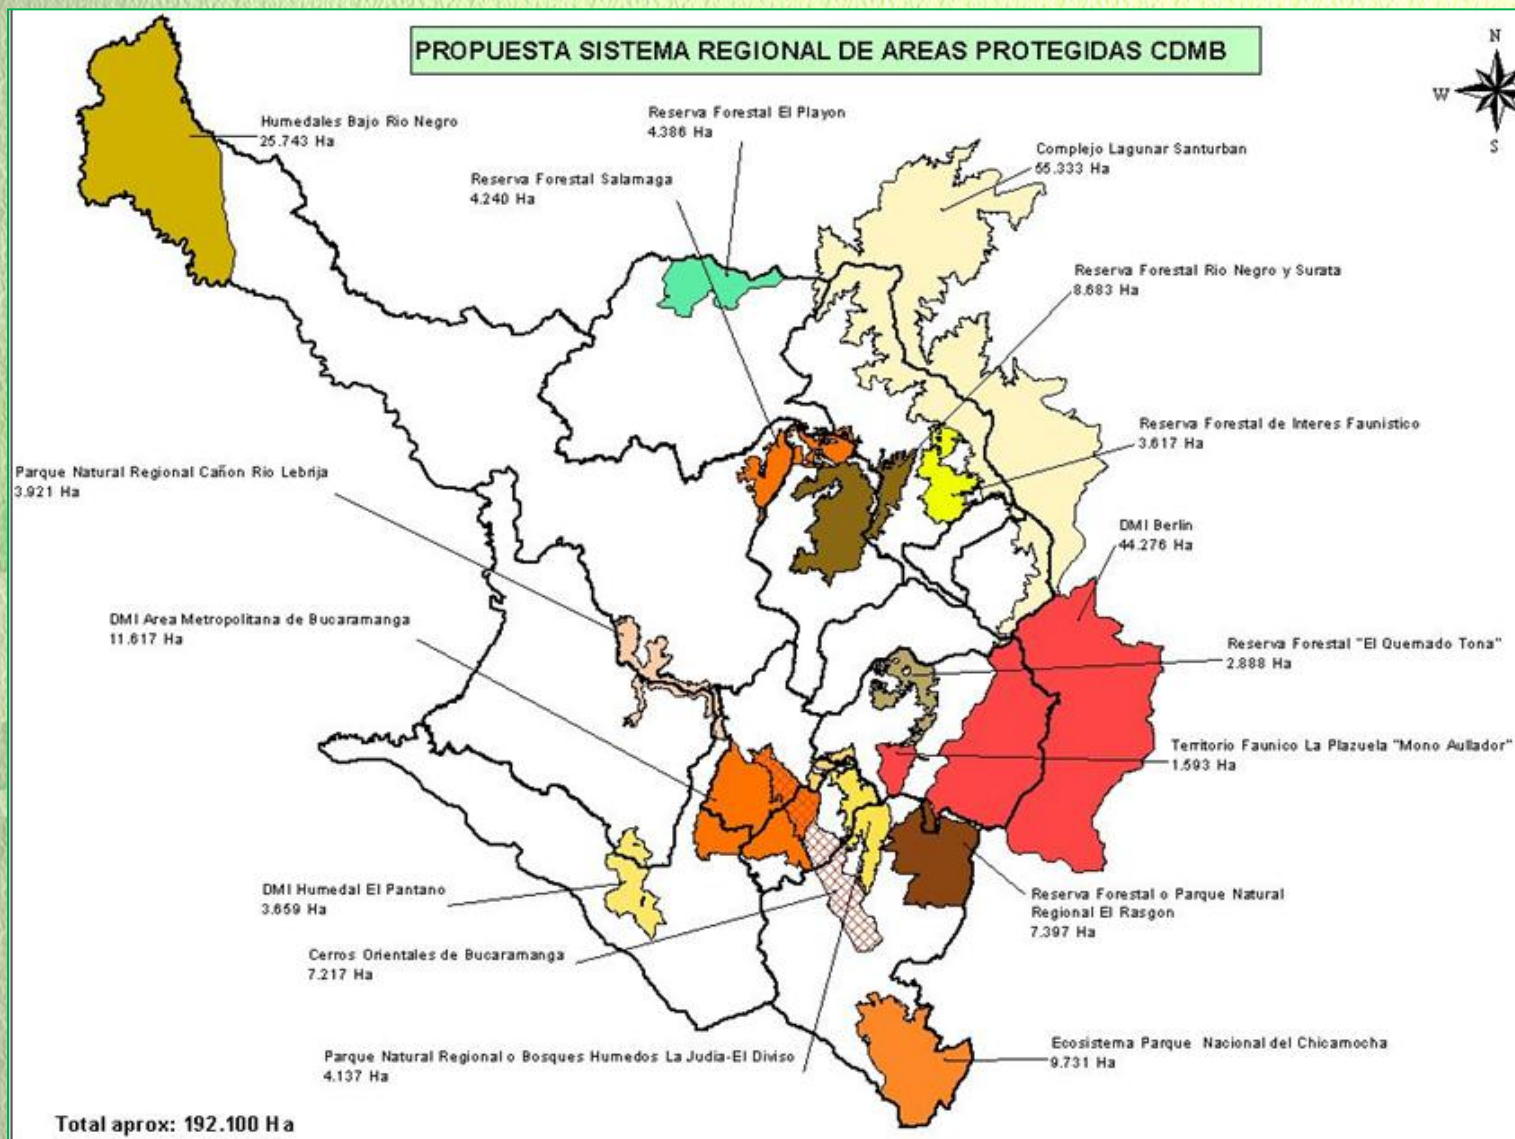 PROPUESTA SISTEMA REGIONAL DE AREAS PROTEGIDAS CDMB
N
W
S
Humedales Bajo Rio Negro
25.743 Ha
Reserva Forestal El Playon
4.386 Ha
Complejo Lagunar Santurban
55.333 Ha
Reserva Forestal Salamaga
4.240 Ha
Reserva Forestal Rio Negro y Surata
8.683 Ha
Reserva Forestal de Interes Faunistico
3.617 Ha
Parque Natural Regional Cañon Rio Lebrija
3.921 Ha
DMI Berlin
44.276 Ha
DMI Area Metropolitana de Bucaramanga
11.617 Ha
Reserva Forestal "El Quemado Tona"
2.888 Ha
Territorio Faunico La Plazuela "Mono Aullador"
1.593 Ha
DMI Humedal El Pantano
3.659 Ha
Reserva Forestal o Parque Natural
Regional El Rasgon
7.397 Ha
Cerros Orientales de Bucaramanga
7.217 Ha
Parque Natural Regional o Bosques Humedos La Judia-El Diviso
4.137 Ha
Ecosistema Parque Nacional del Chicamocha
9.731 Ha
Total aprox: 192.100 Ha